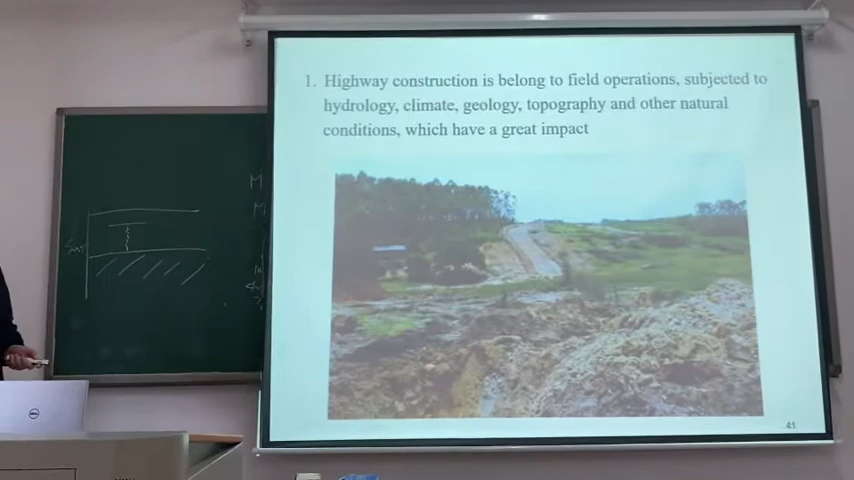 1. Highway construction is belong to field operations, subjected to
hydrology, climate, geology, topography and other natural
conditions, which have a great impact
41
DELL